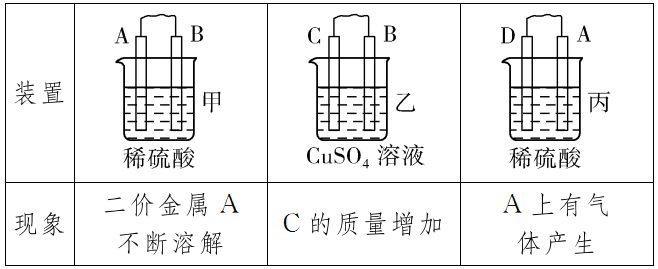 装置
A B 甲
稀硫酸
C B 乙
CuSO₄ 溶液
D A 丙
稀硫酸
现象
二价金属 A
不断溶解
C 的质量增加
A 上有气
体产生